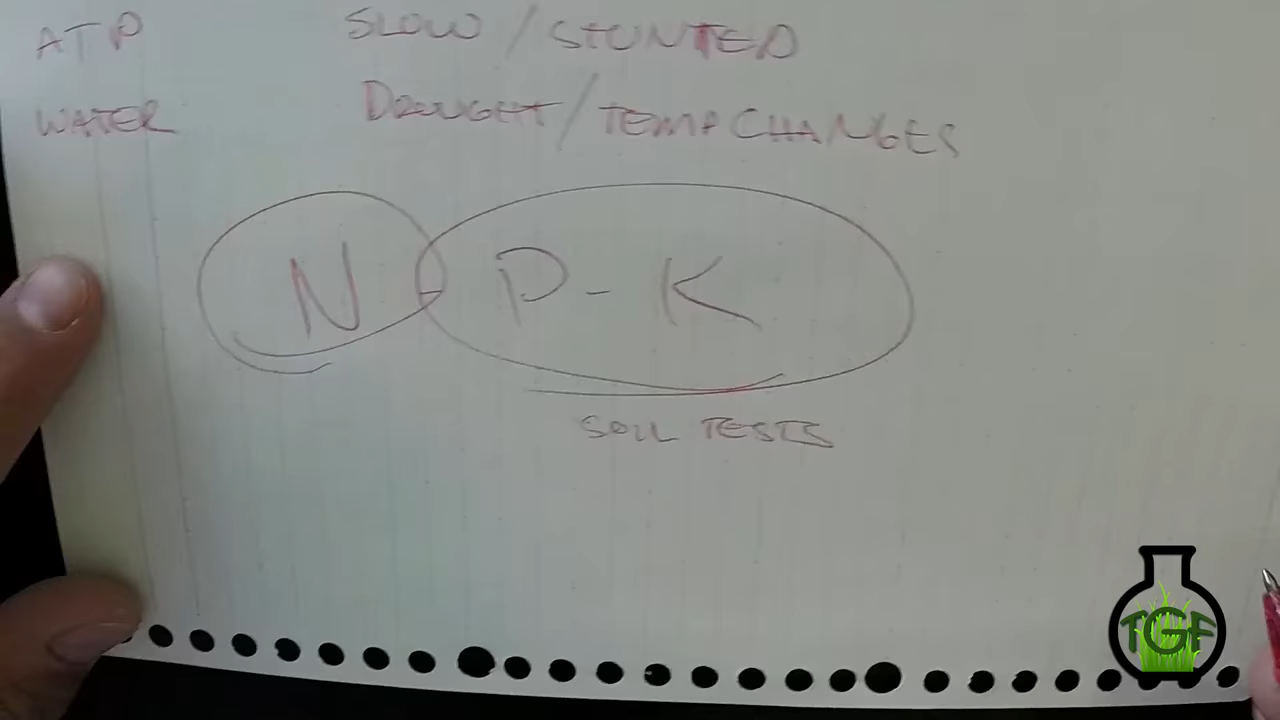 ATP SLOW / STUNTED
WATER DROUGHT / TEMP CHANGES
N - P - K
SOIL TESTS
TGF